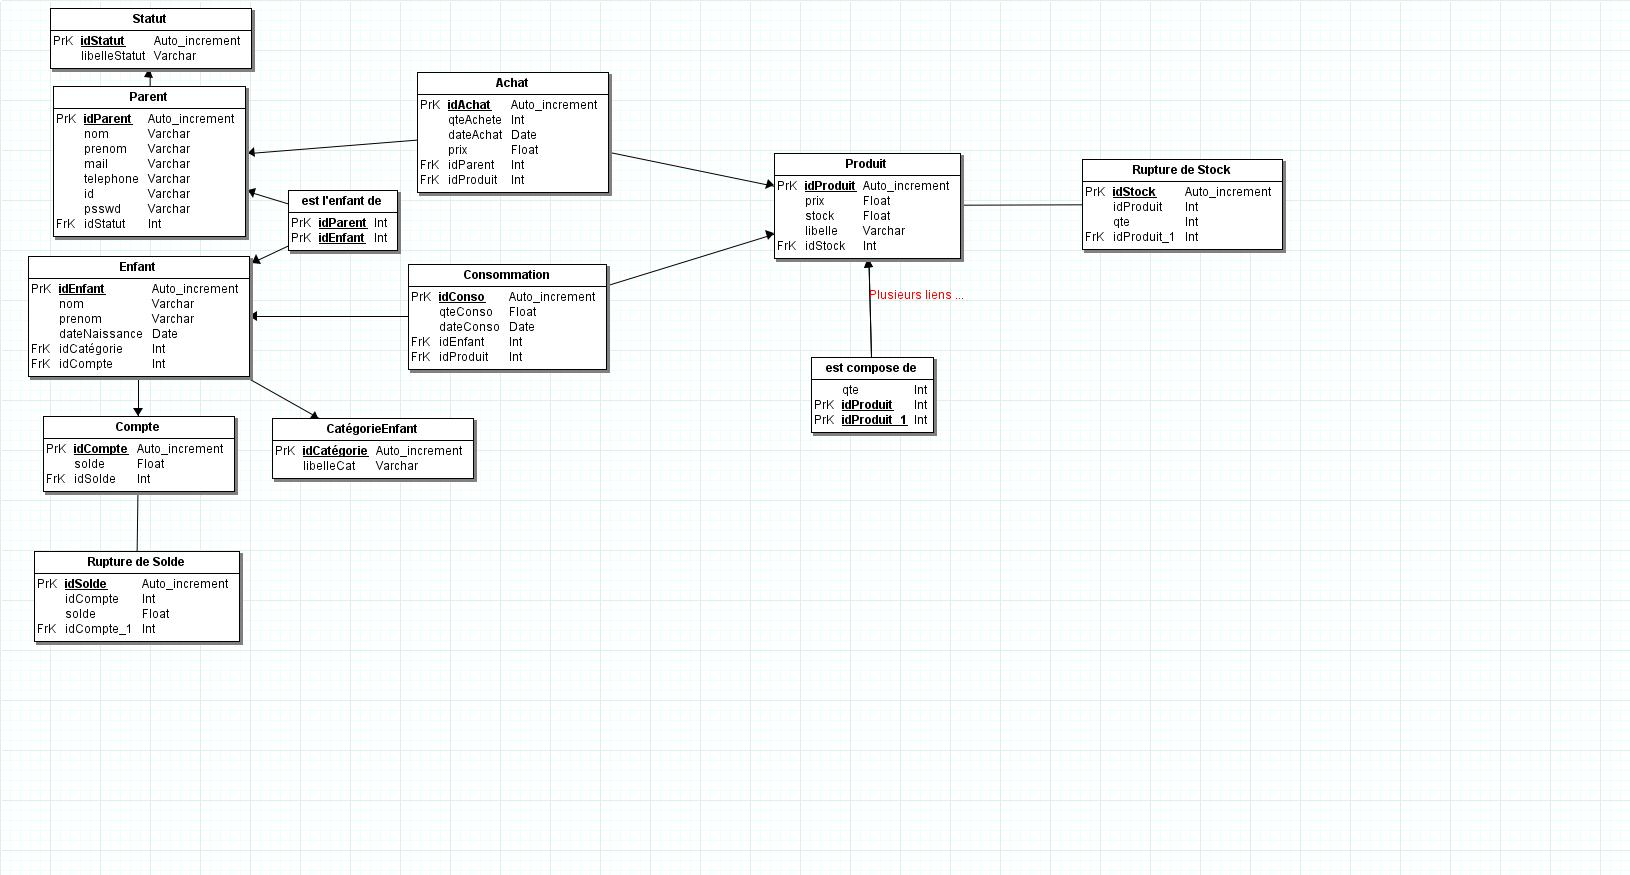 Statut
PrK idStatut Auto_increment
libelleStatut Varchar
Parent
PrK idParent Auto_increment
nom Varchar
prenom Varchar
mail Varchar
telephone Varchar
id Varchar
psswd Varchar
FrK idStatut Int
Achat
PrK idAchat Auto_increment
qteAchete Int
dateAchat Date
prix Float
FrK idParent Int
FrK idProduit Int
est l'enfant de
PrK idParent Int
PrK idEnfant Int
Produit
PrK idProduit Auto_increment
prix Float
stock Float
libelle Varchar
FrK idStock Int
Rupture de Stock
PrK idStock Auto_increment
idProduit Int
qte Int
FrK idProduit_1 Int
Enfant
PrK idEnfant Auto_increment
nom Varchar
prenom Varchar
dateNaissance Date
FrK idCatégorie Int
FrK idCompte Int
Consommation
PrK idConso Auto_increment
qteConso Float
dateConso Date
FrK idEnfant Int
FrK idProduit Int
Plusieurs liens ...
est compose de
qte Int
PrK idProduit Int
PrK idProduit_1 Int
Compte
PrK idCompte Auto_increment
solde Float
FrK idSolde Int
CatégorieEnfant
PrK idCatégorie Auto_increment
libelleCat Varchar
Rupture de Solde
PrK idSolde Auto_increment
idCompte Int
solde Float
FrK idCompte_1 Int